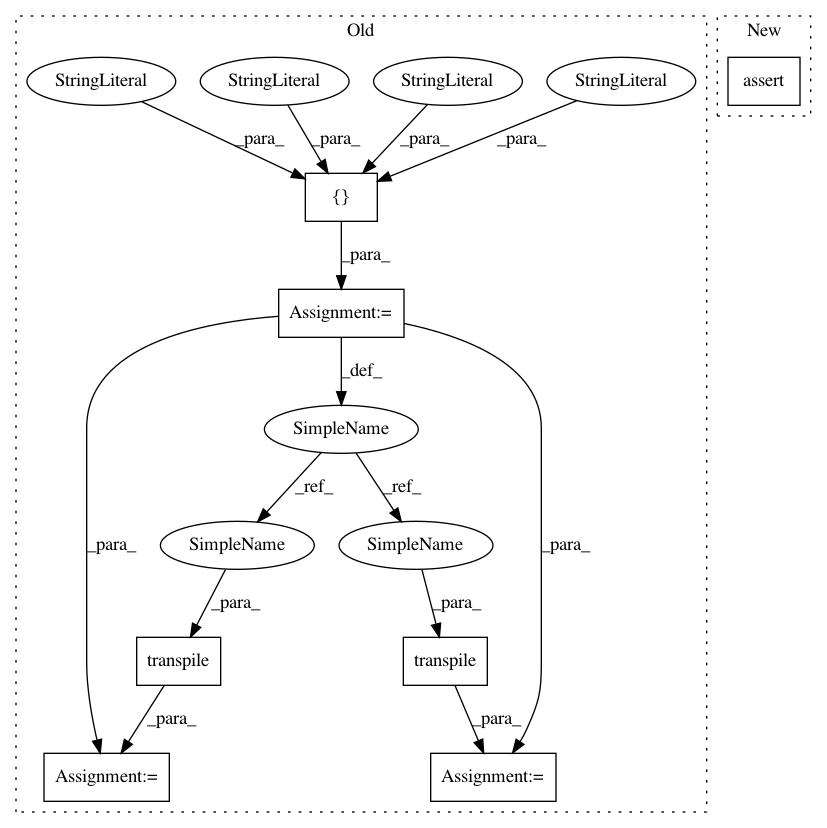 Old
New
StringLiteral
StringLiteral
StringLiteral
StringLiteral
assert
_para_
_para_
_para_
_para_
{}
_para_
Assignment:=
_def_
SimpleName
_ref_
_ref_
_para_
SimpleName
SimpleName
_para_
_para_
_para_
transpile
transpile
_para_
_para_
Assignment:=
Assignment:=